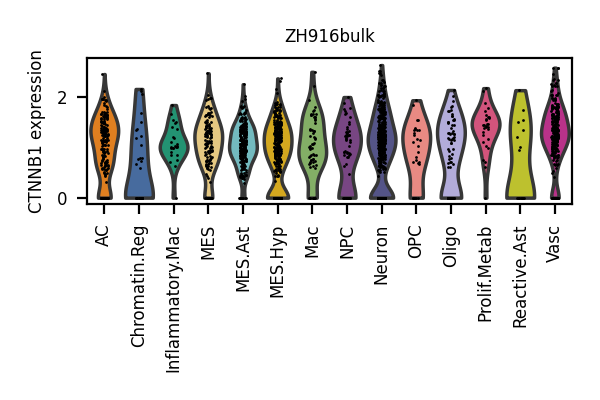 ZH916bulk
CTNNB1 expression
2
0
AC
Chromatin.Reg
Inflammatory.Mac
MES
MES.Ast
MES.Hyp
Mac
NPC
Neuron
OPC
Oligo
Prolif.Metab
Reactive.Ast
Vasc